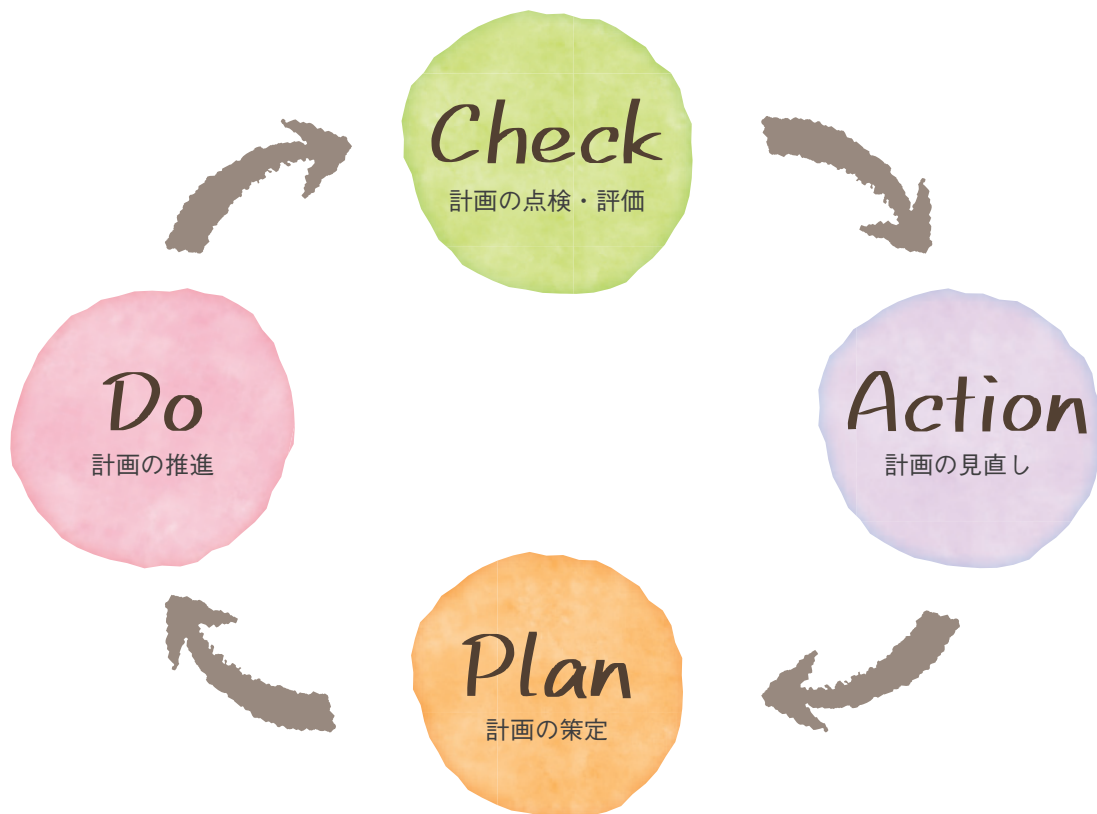 Check
計画の点検・評価
Do
計画の推進
Action
計画の見直し
Plan
計画の策定